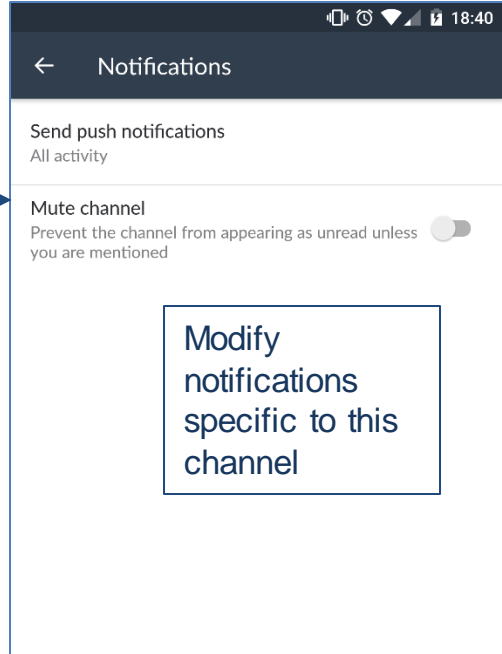 18:40
Notifications
Send push notifications
All activity
Mute channel
Prevent the channel from appearing as unread unless
you are mentioned
Modify
notifications
specific to this
channel